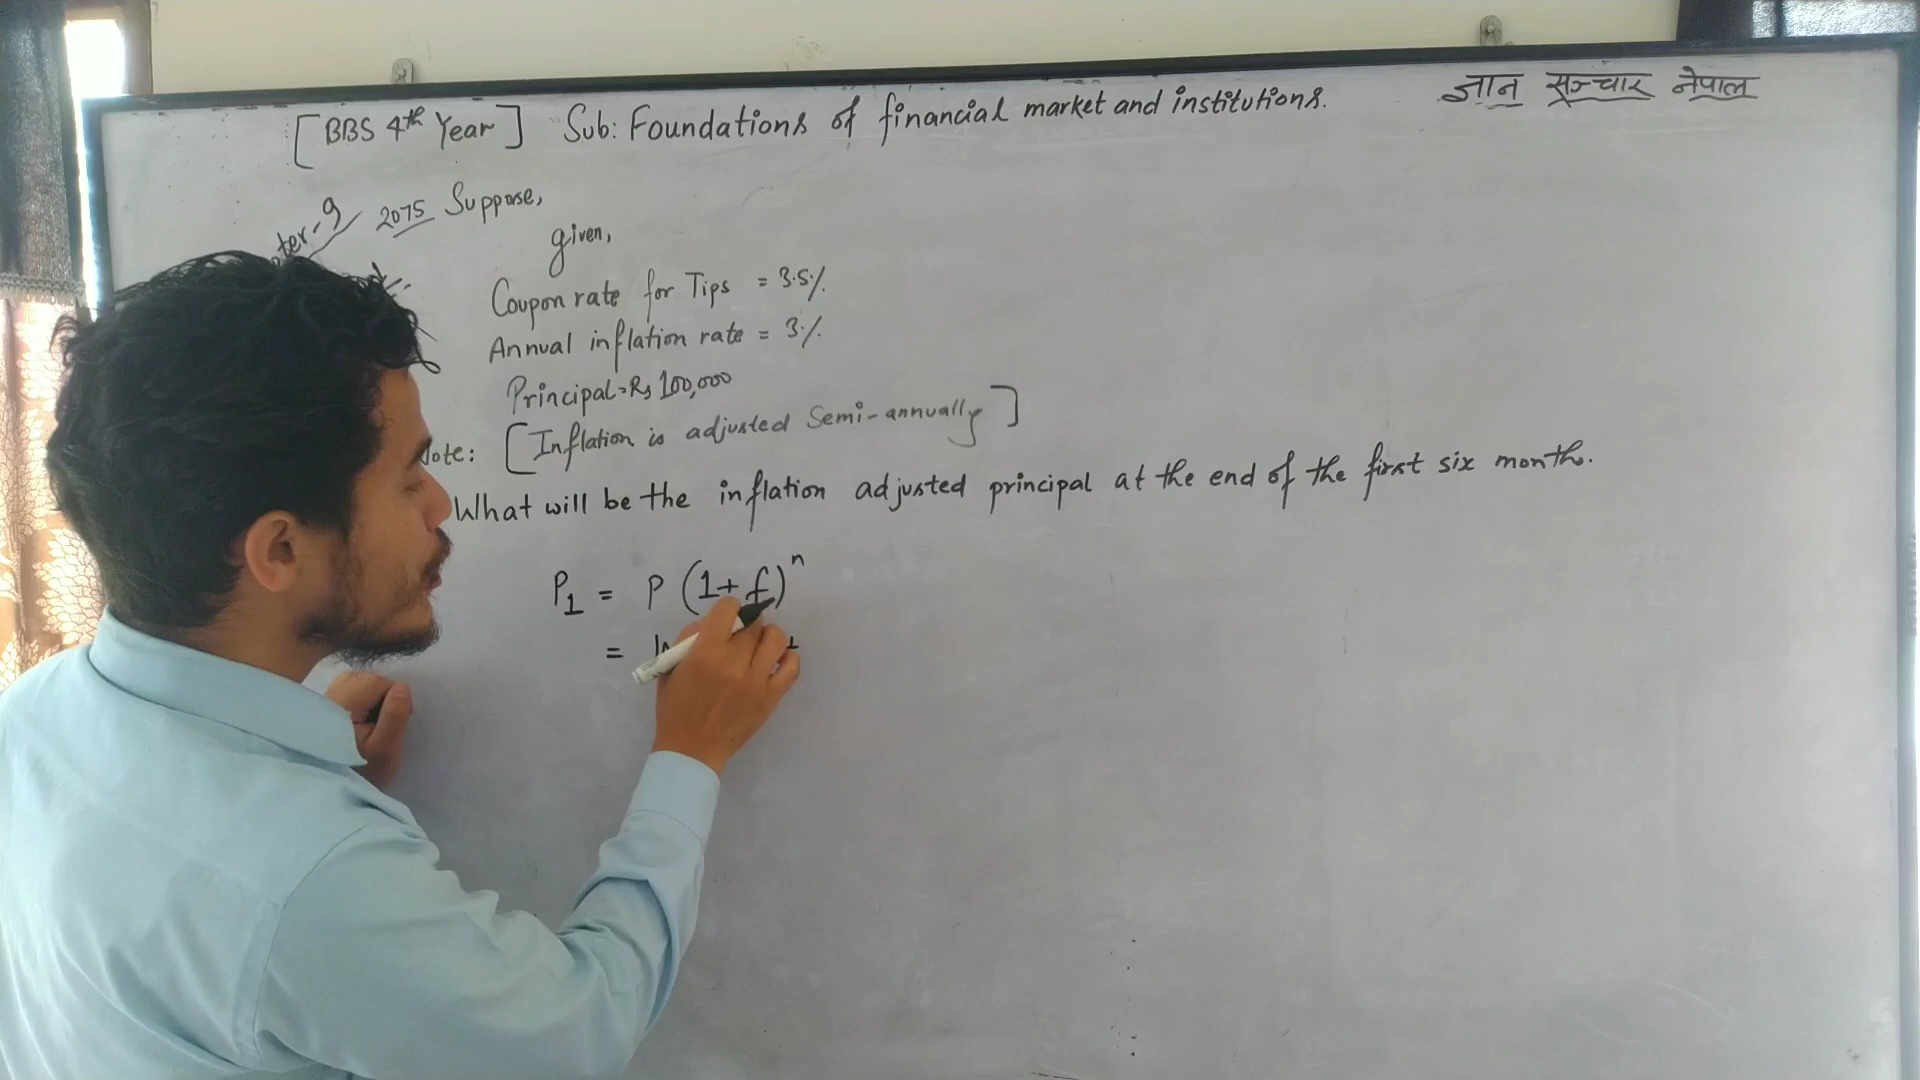 [BBS 4th Year] Sub: Foundations of financial market and institutions.
ज्ञान सञ्चार नेपाल
2075 Suppose,
given,
Coupon rate for Tips = 3.5%
Annual inflation rate = 3%
Principal = Rs 100,000
Note: [Inflation is adjusted Semi-annually]
What will be the inflation adjusted principal at the end of the first six month.
P₁ = P (1+f)ⁿ
=